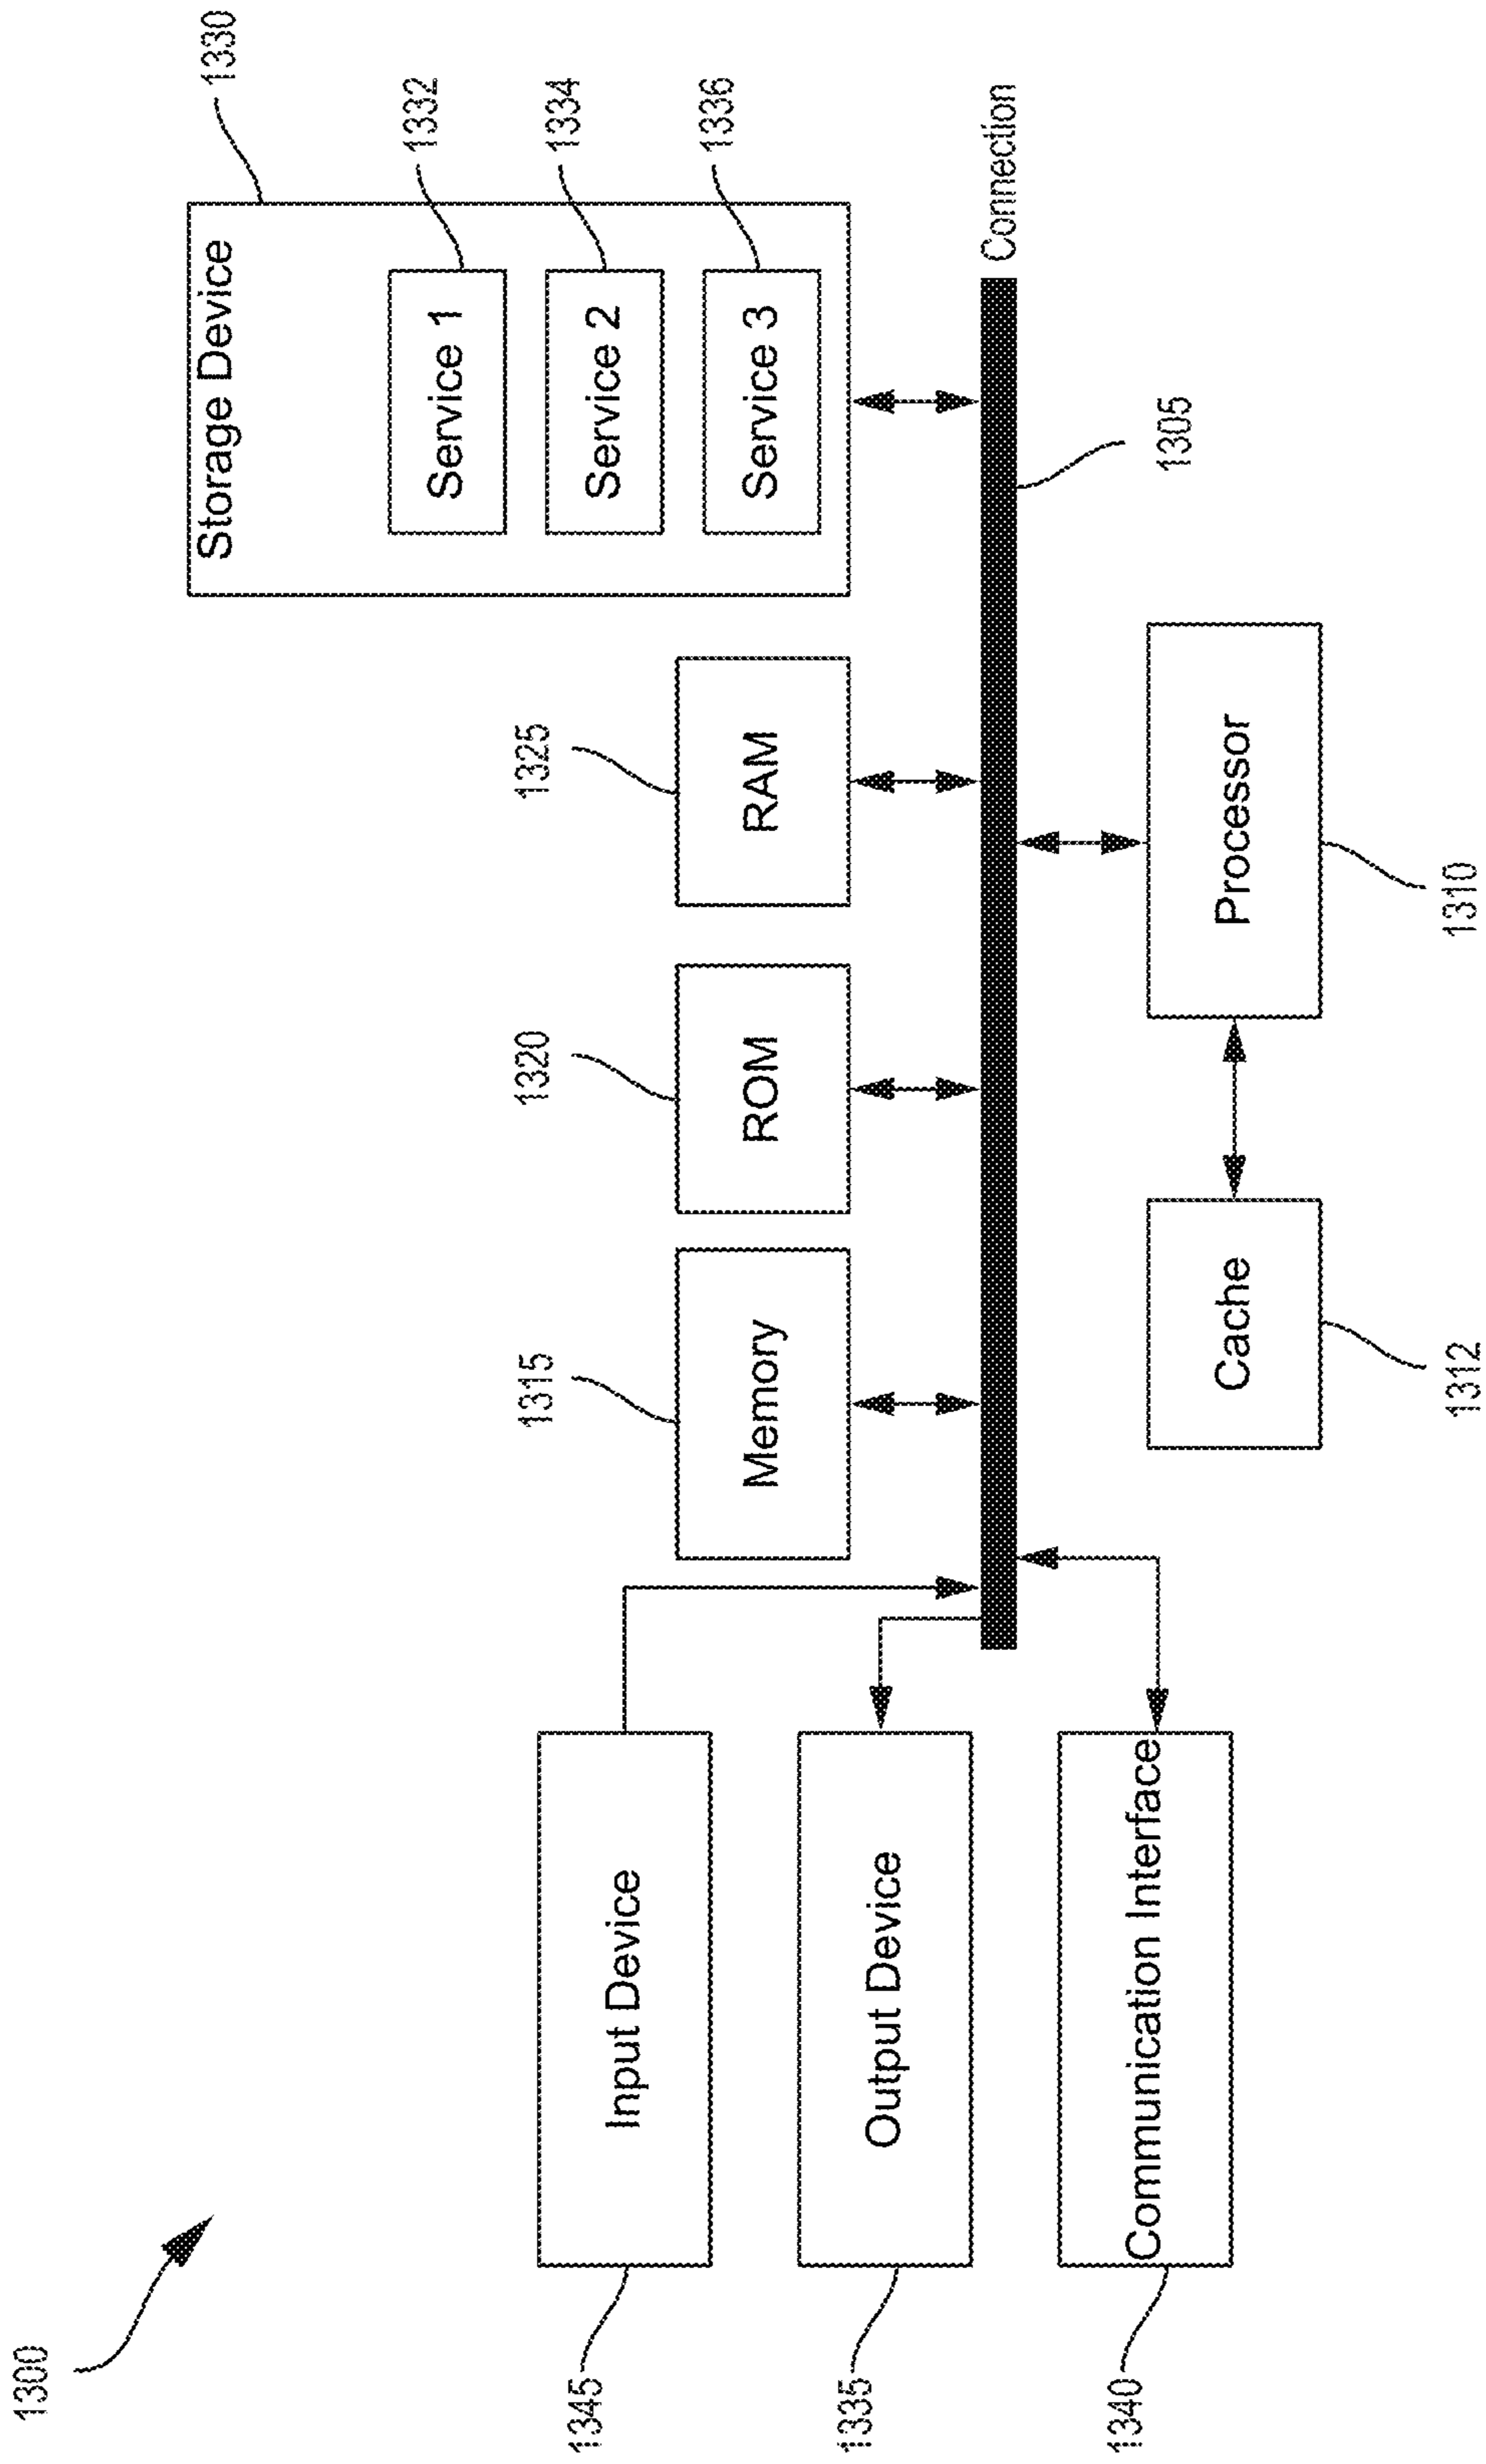 1300
1345
Input Device
1335
Output Device
1340
Communication Interface
1315
Memory
1320
ROM
1325
RAM
Storage Device
1330
Service 1
1332
Service 2
1334
Service 3
1336
Connection
1305
Cache
1312
Processor
1310